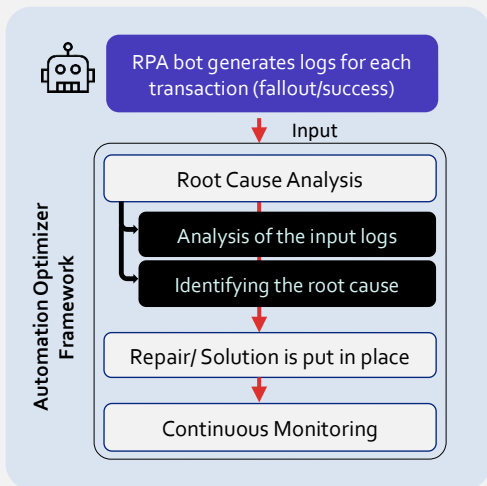 RPA bot generates logs for each
transaction (fallout/success)
Input
Automation Optimizer
Framework
Root Cause Analysis
Analysis of the input logs
Identifying the root cause
Repair/ Solution is put in place
Continuous Monitoring